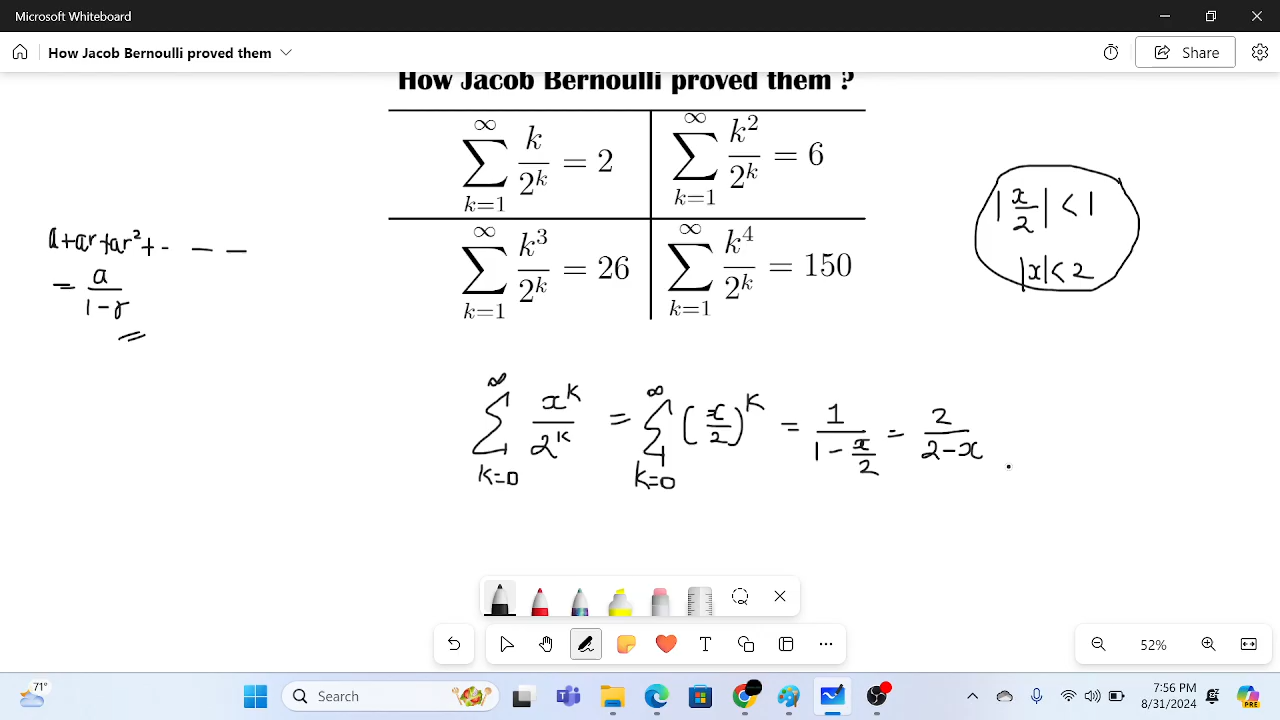 Microsoft Whiteboard
How Jacob Bernoulli proved them
Share
How Jacob Bernoulli proved them ?
∑_{k=1}^{∞} k/2^k = 2
∑_{k=1}^{∞} k²/2^k = 6
∑_{k=1}^{∞} k³/2^k = 26
∑_{k=1}^{∞} k⁴/2^k = 150
a+ar+ar²+- — —
= a/(1-r)
|x/2| < 1
|x| < 2
∑_{k=0}^{∞} x^k/2^k = ∑_{k=0}^{∞} (x/2)^k = 1/(1 - x/2) = 2/(2-x)
52%
71°
Search
PRE
7:56 PM
8/31/2024